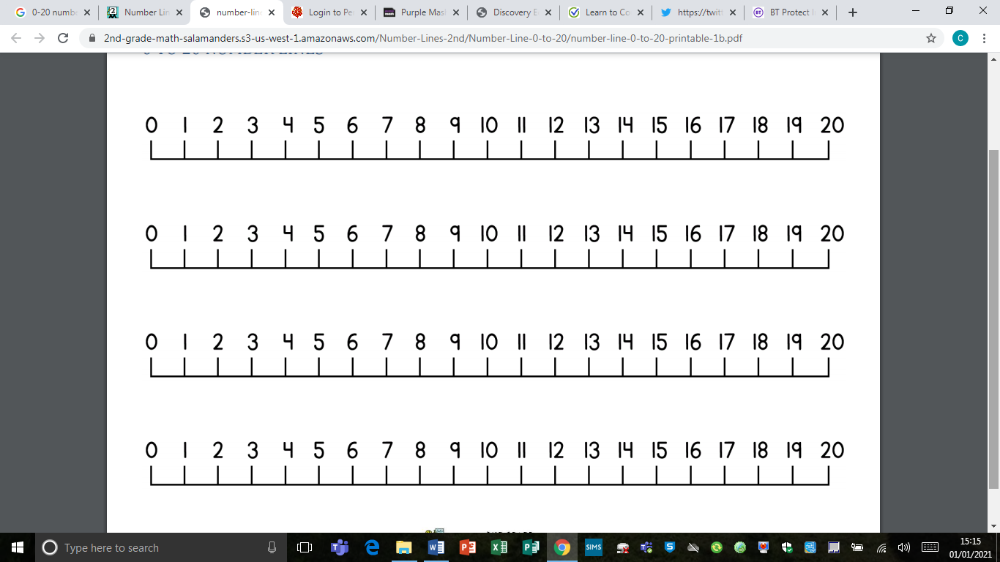 0-20 numbe
Number Lin
number-line
Login to Pe
Purple Mas
Discovery E
Learn to Co
https://twitt
BT Protect
2nd-grade-math-salamanders.s3-us-west-1.amazonaws.com/Number-Lines-2nd/Number-Line-0-to-20/number-line-0-to-20-printable-1b.pdf
C
0 TO 20 NUMBER LINES
0 1 2 3 4 5 6 7 8 9 10 11 12 13 14 15 16 17 18 19 20
0 1 2 3 4 5 6 7 8 9 10 11 12 13 14 15 16 17 18 19 20
0 1 2 3 4 5 6 7 8 9 10 11 12 13 14 15 16 17 18 19 20
0 1 2 3 4 5 6 7 8 9 10 11 12 13 14 15 16 17 18 19 20
Type here to search
SIMS
15:15
01/01/2021